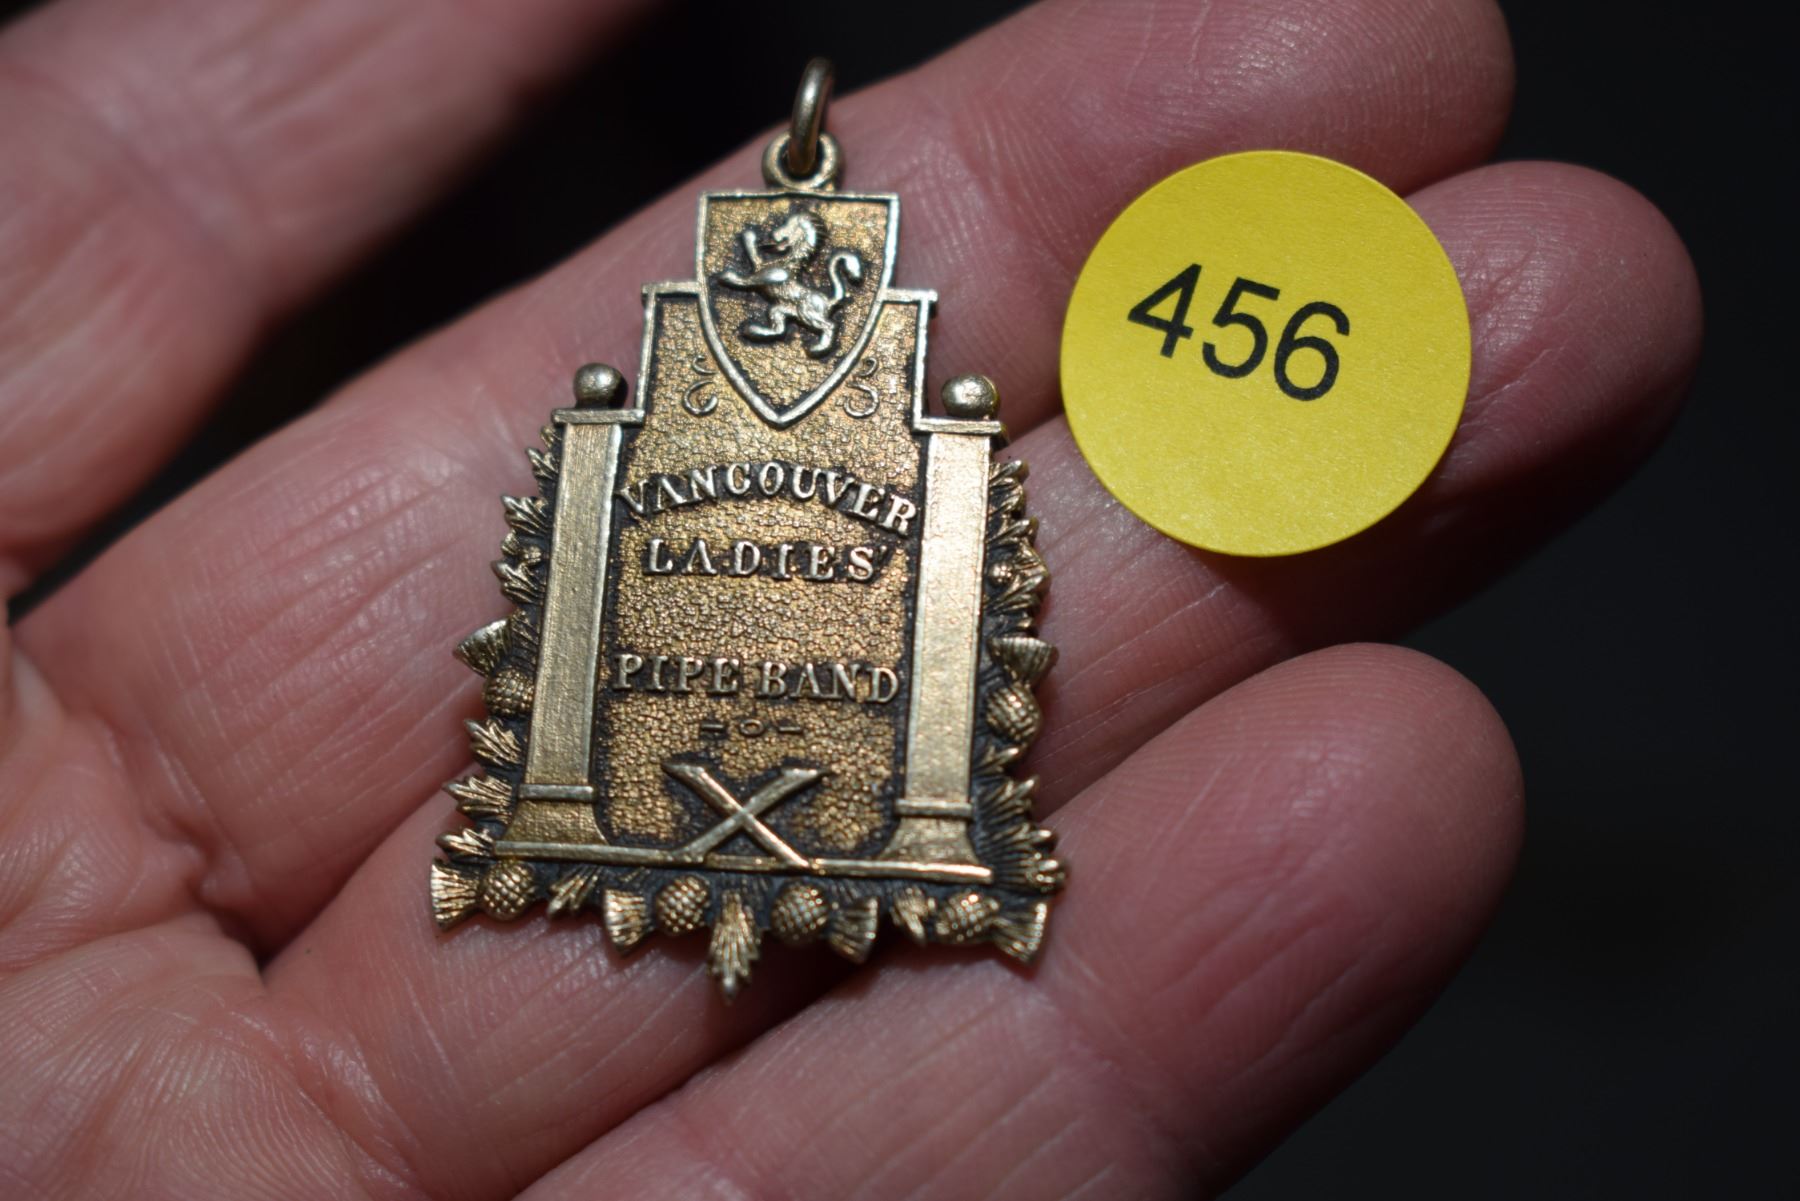 VANCOUVER
LADIES'
PIPE BAND
456